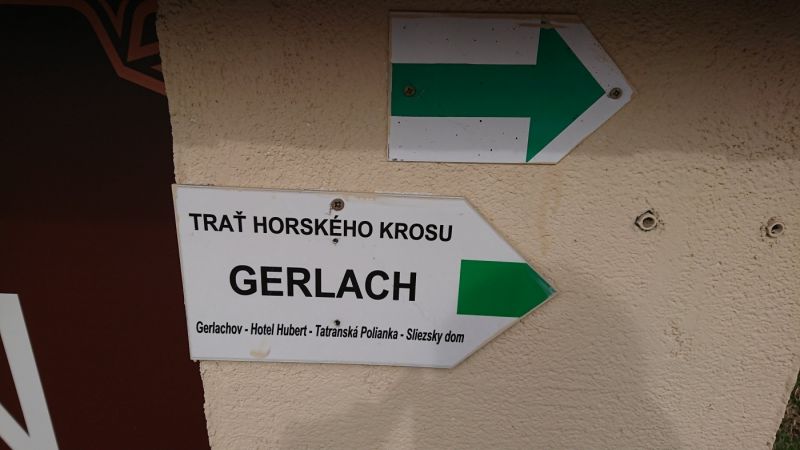 TRAŤ HORSKÉHO KROSU
GERLACH
Gerlachov - Hotel Hubert - Tatranská Polianka - Sliezsky dom
N